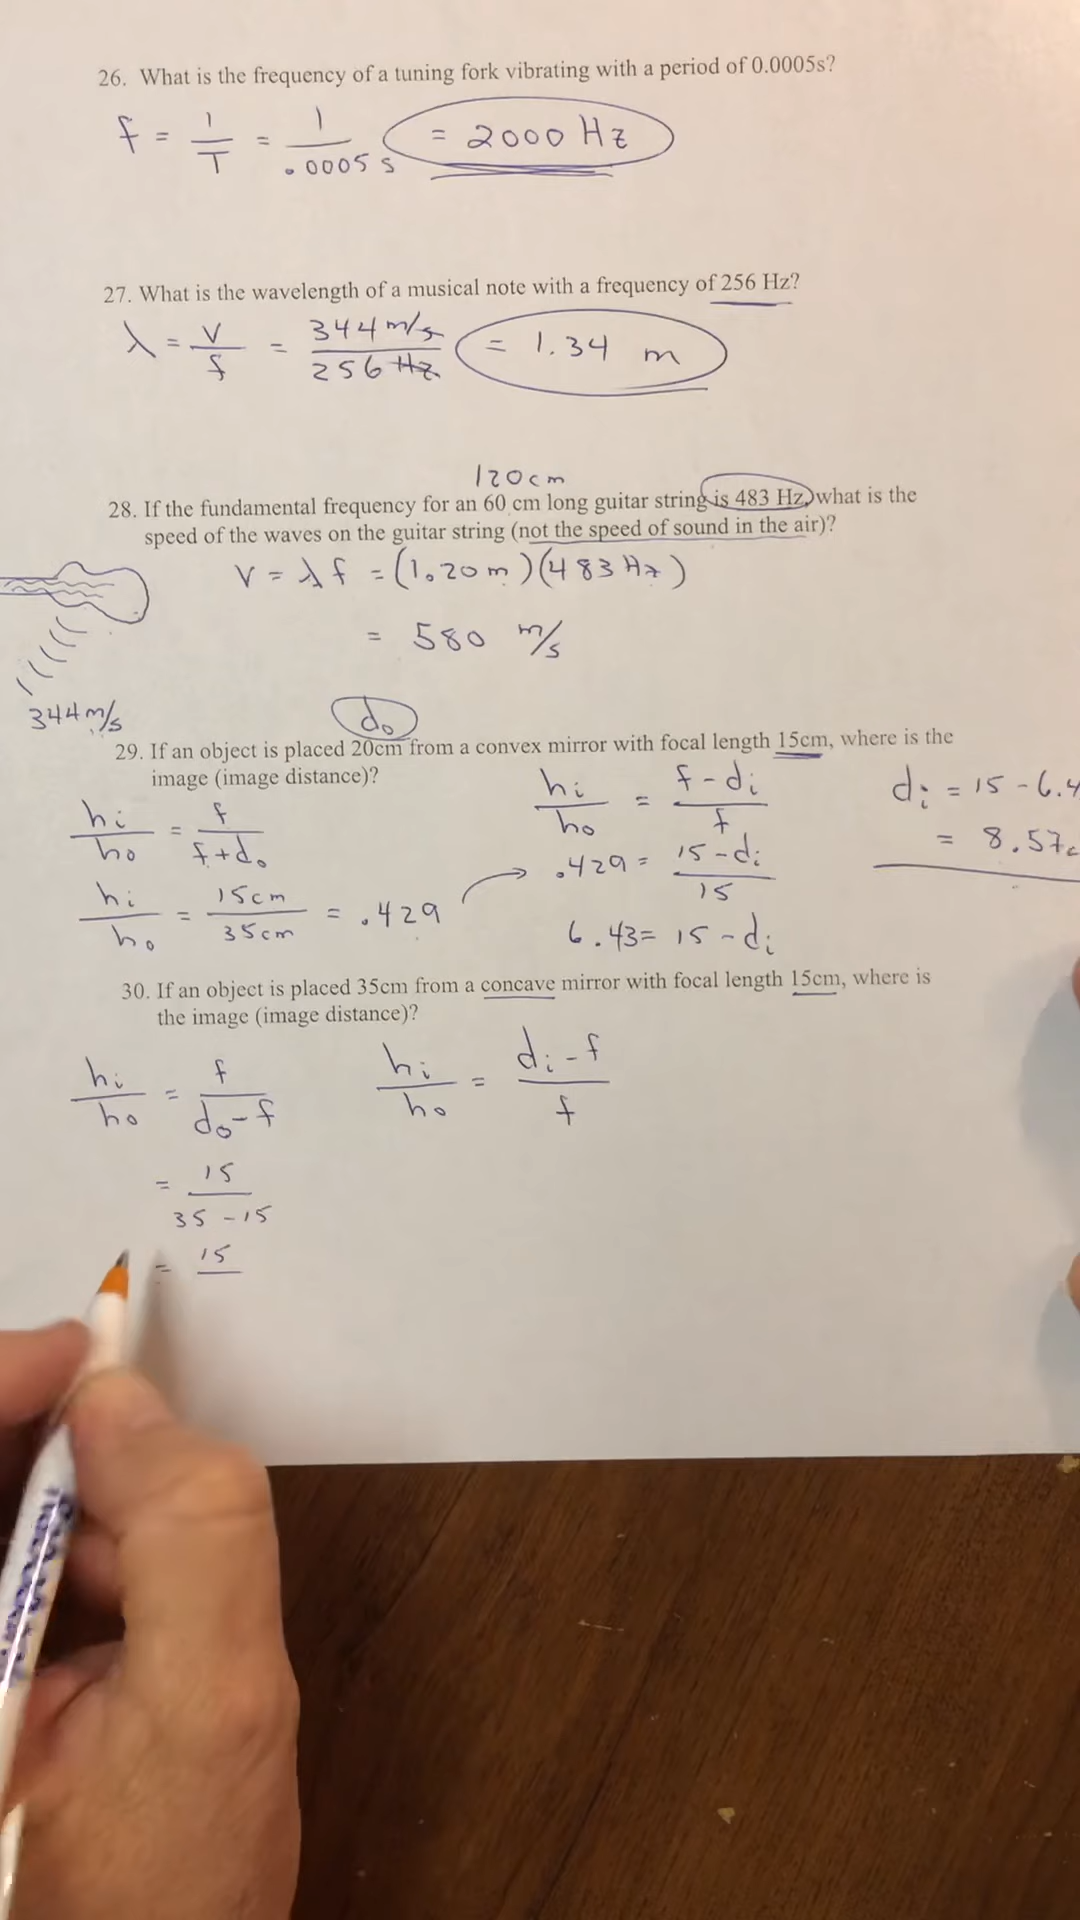 26. What is the frequency of a tuning fork vibrating with a period of 0.0005s?
f = 1/T = 1/.0005 s = 2000 Hz
27. What is the wavelength of a musical note with a frequency of 256 Hz?
λ = v/f = 344 m/s / 256 Hz = 1.34 m
120cm
28. If the fundamental frequency for an 60 cm long guitar string is 483 Hz, what is the
speed of the waves on the guitar string (not the speed of sound in the air)?
v = λ f = (1.20 m)(483 Hz)
= 580 m/s
344 m/s
do
29. If an object is placed 20cm from a convex mirror with focal length 15cm, where is the
image (image distance)?
hi/ho = f/f+do
hi/ho = 15cm/35cm = .429
hi/ho = f-di/f
.429 = 15-di/15
6.43 = 15-di
di = 15-6.4
= 8.57c
30. If an object is placed 35cm from a concave mirror with focal length 15cm, where is
the image (image distance)?
hi/ho = f/do-f
hi/ho = di-f/f
= 15/35-15
= 15